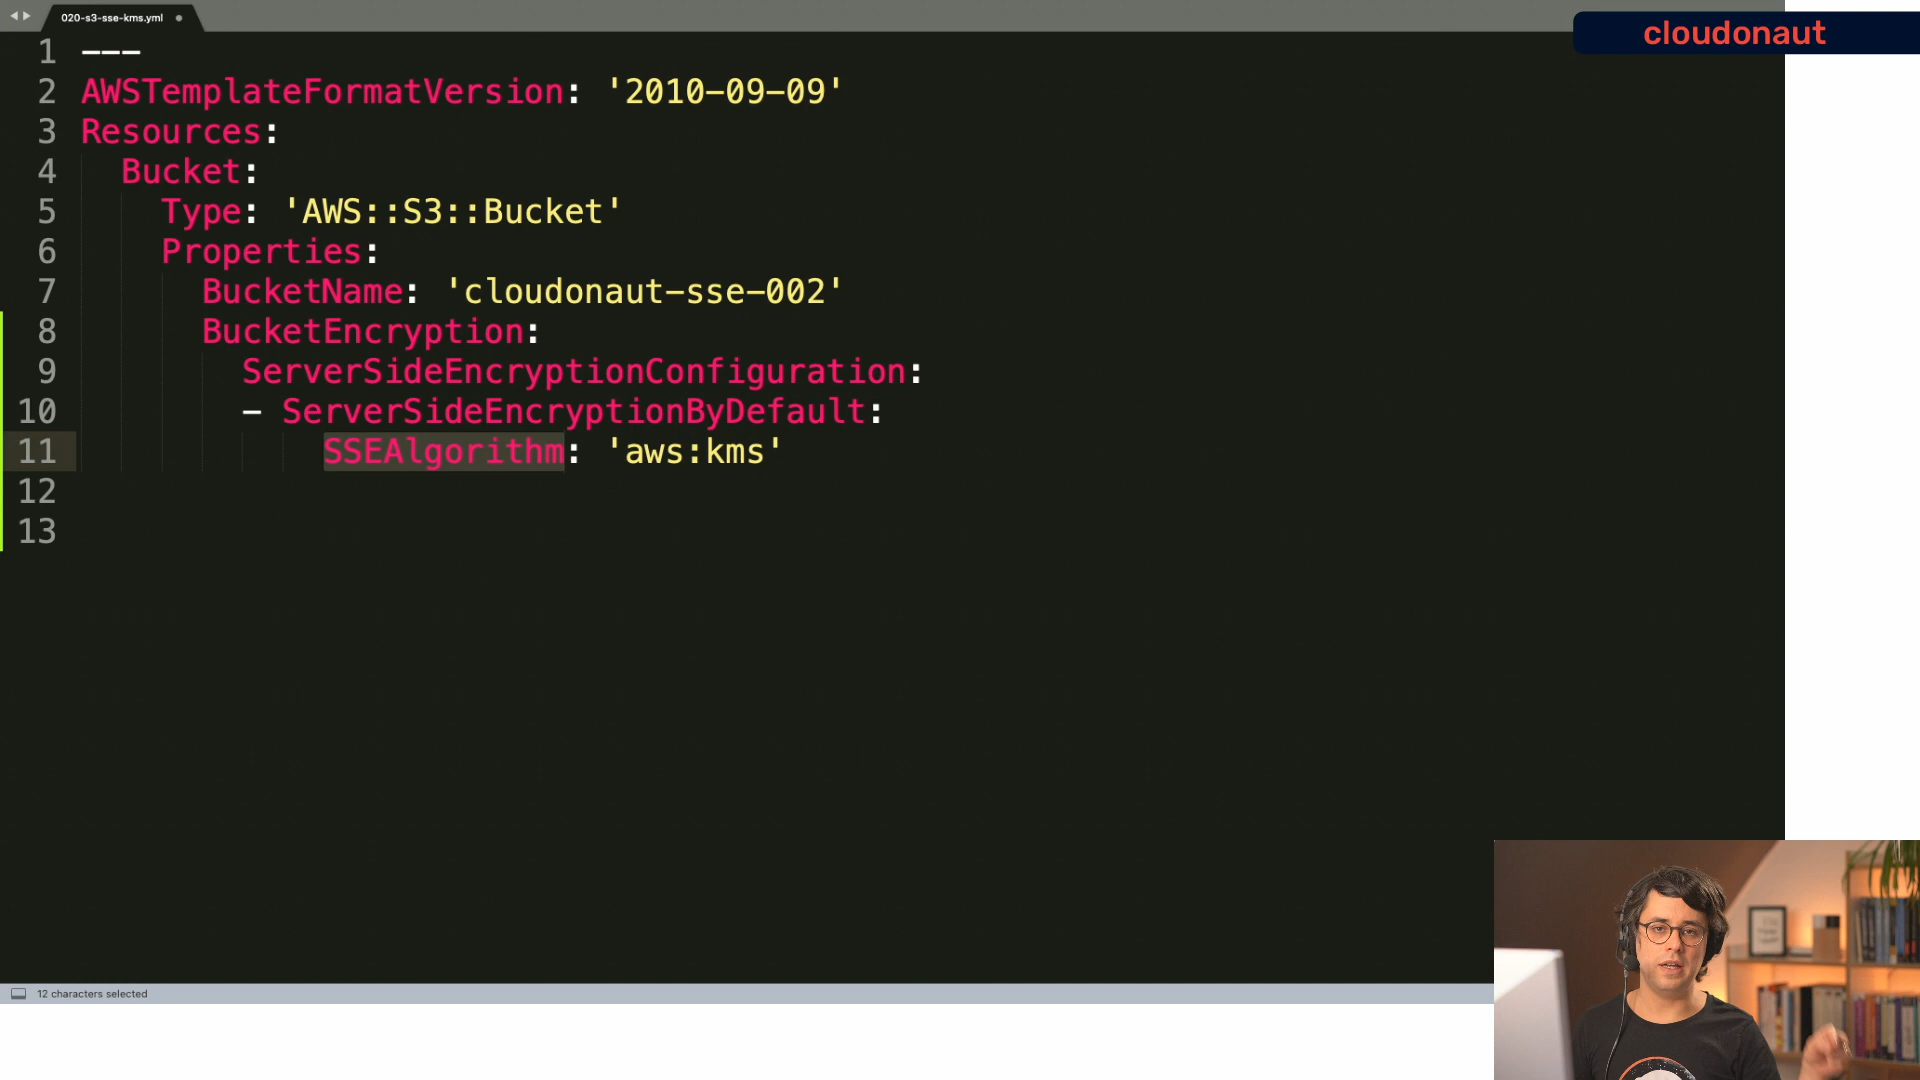 020-s3-sse-kms.yml
cloudonaut
1 ---
2 AWSTemplateFormatVersion: '2010-09-09'
3 Resources:
4 Bucket:
5 Type: 'AWS::S3::Bucket'
6 Properties:
7 BucketName: 'cloudonaut-sse-002'
8 BucketEncryption:
9 ServerSideEncryptionConfiguration:
10 - ServerSideEncryptionByDefault:
11 SSEAlgorithm: 'aws:kms'
12
13
12 characters selected